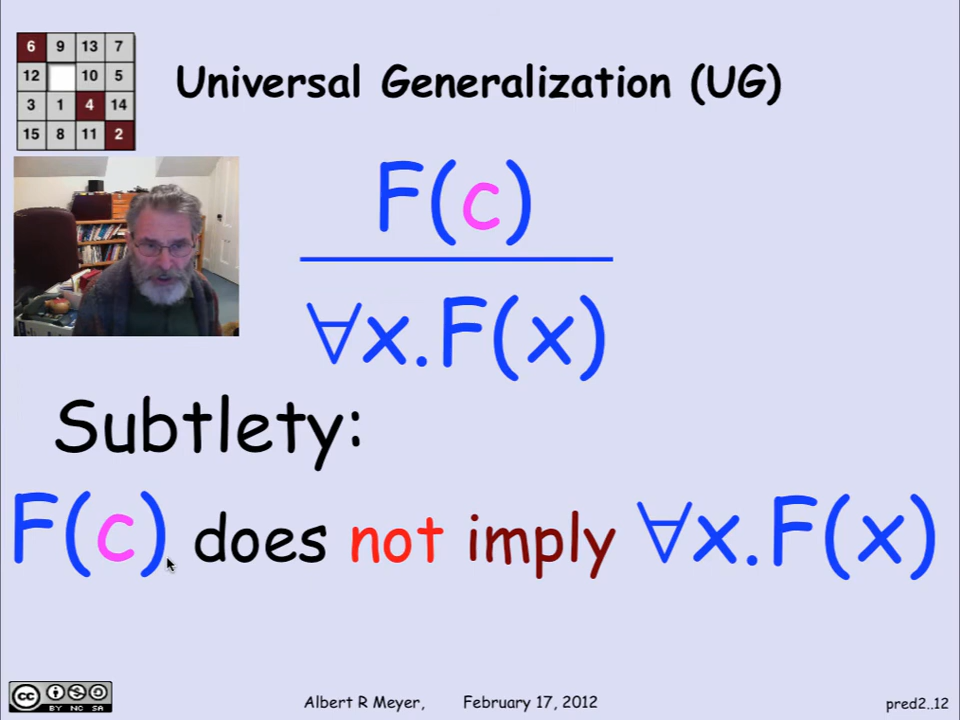 6 9 13 7
12 10 5
3 1 4 14
15 8 11 2
Universal Generalization (UG)
F(c)
∀x.F(x)
Subtlety:
F(c) does not imply ∀x.F(x)
cc BY NC SA
Albert R Meyer, February 17, 2012
pred2..12